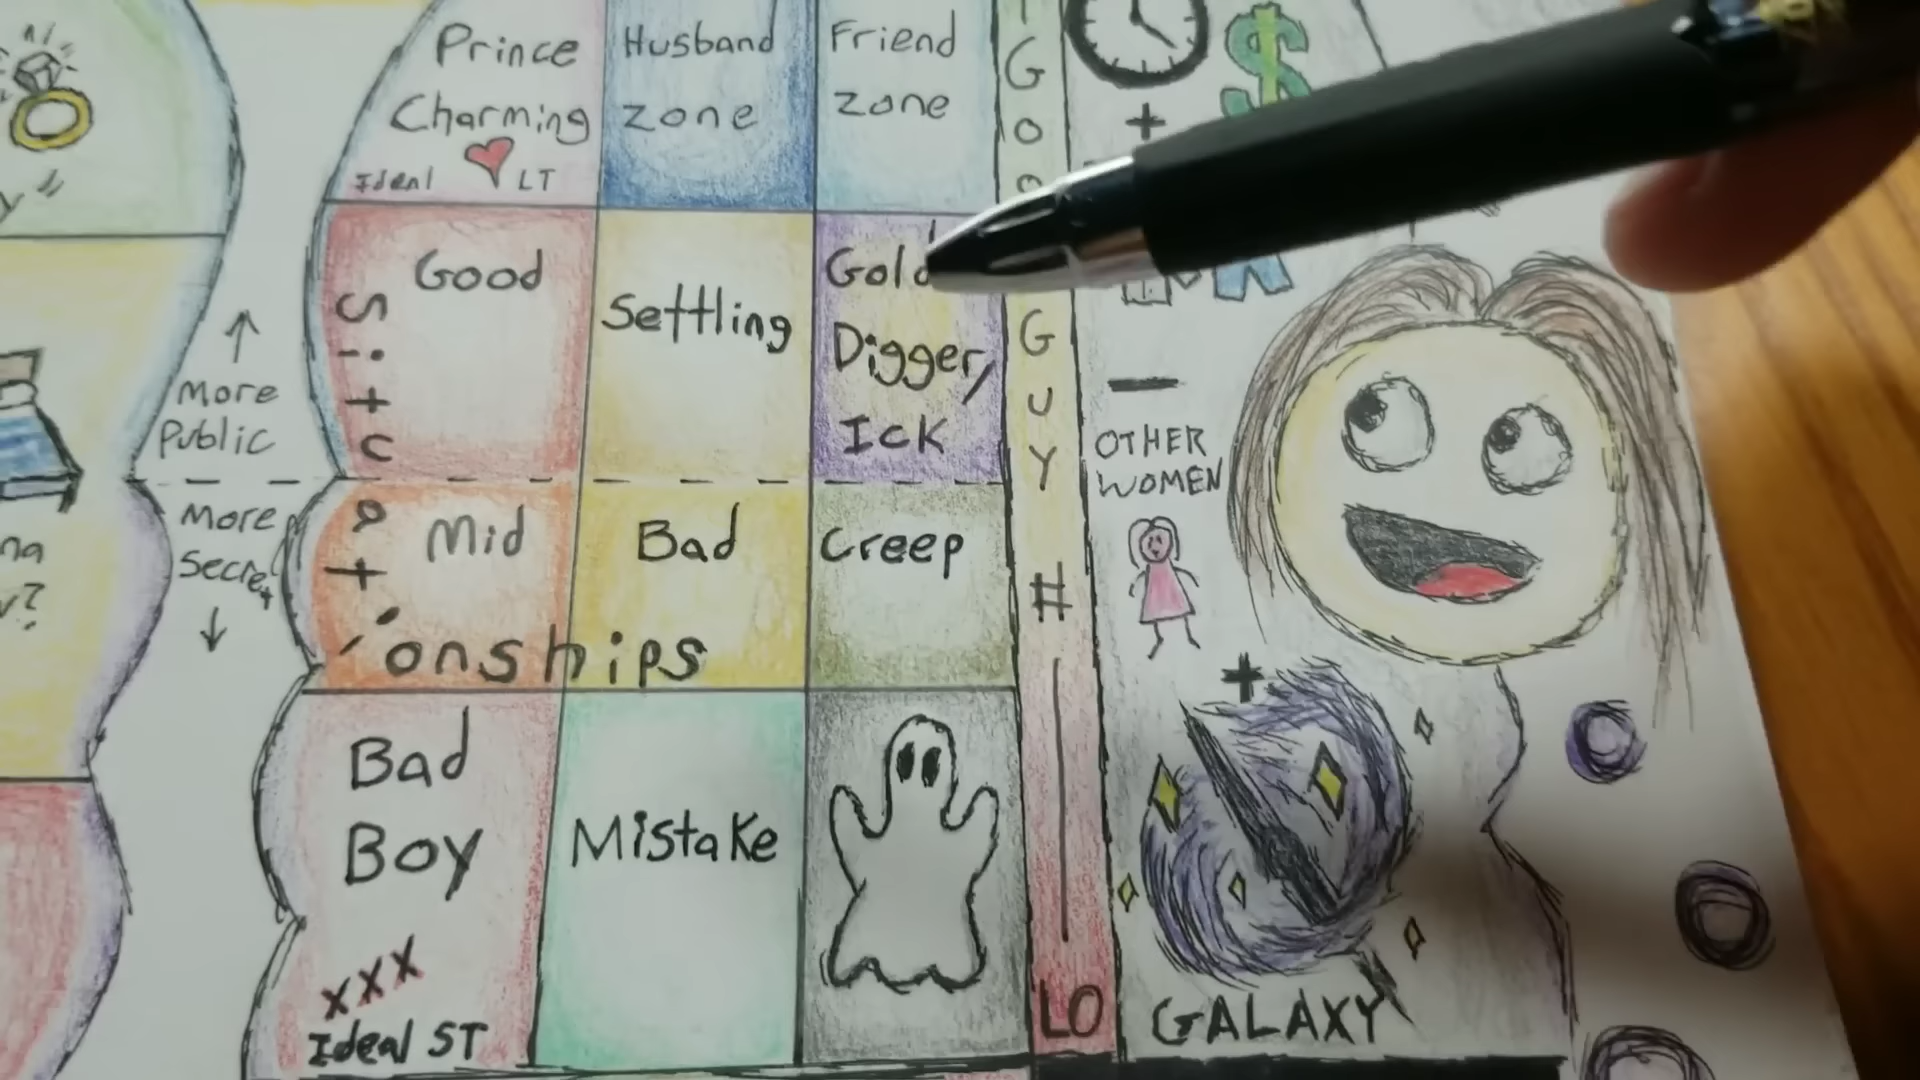 Prince
Charming
Ideal LT
Husband
zone
Friend
zone
Good
Settling
Gold
Digger,
Ick
Situationships
Mid
Bad
Creep
Bad
Boy
xxx
Ideal ST
Mistake
More
Public
More
Secret
GUY
#
LO
+
$
—
OTHER
WOMEN
+
GALAXY